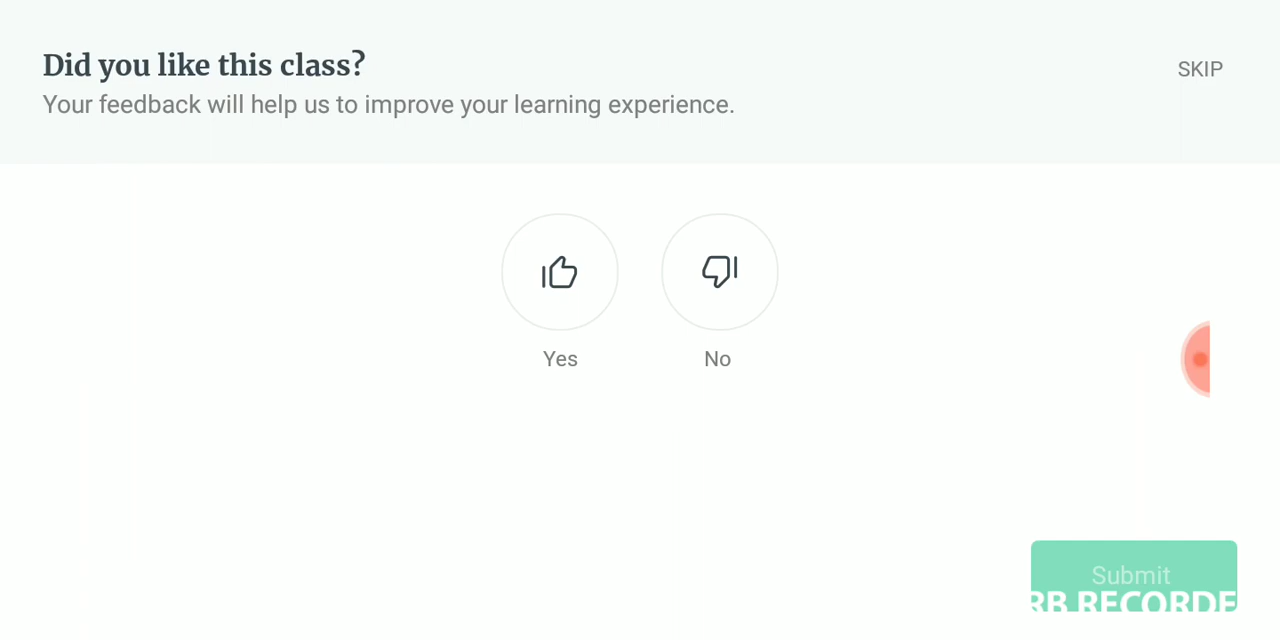 Did you like this class?
SKIP
Your feedback will help us to improve your learning experience.
Yes
No
Submit
RECORDE